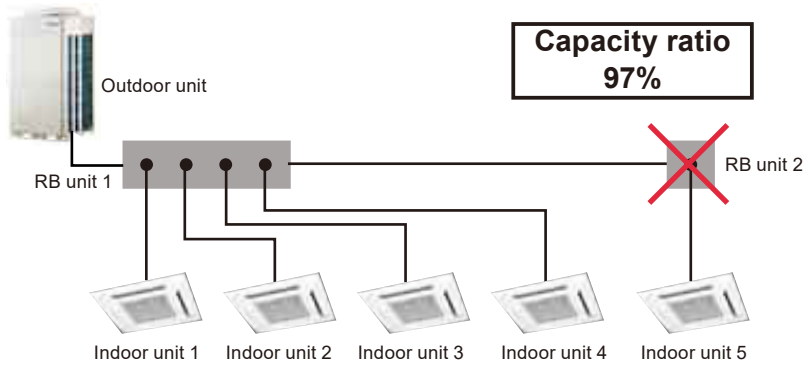 Capacity ratio
97%
Outdoor unit
RB unit 1
RB unit 2
Indoor unit 1
Indoor unit 2
Indoor unit 3
Indoor unit 4
Indoor unit 5